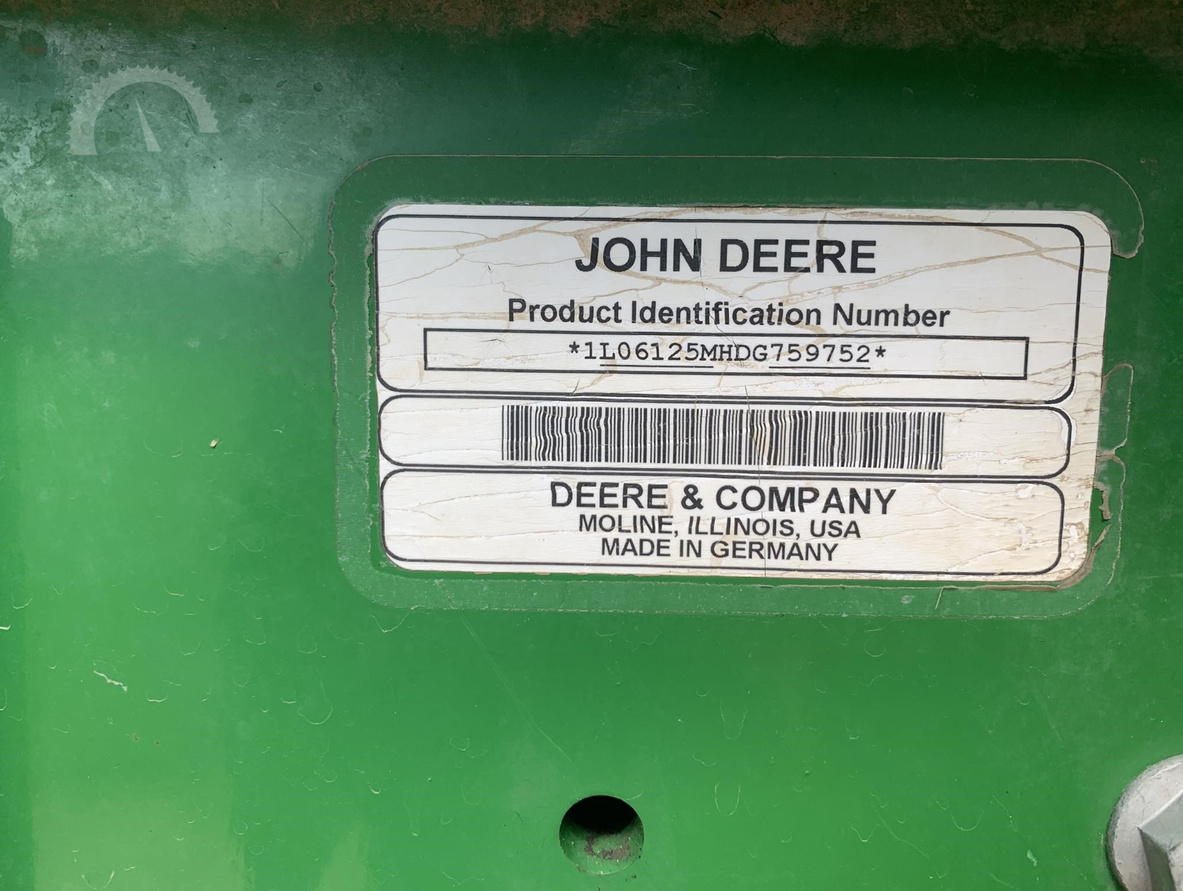 JOHN DEERE
Product Identification Number
*1L06125MHDG759752*
DEERE & COMPANY
MOLINE, ILLINOIS, USA
MADE IN GERMANY